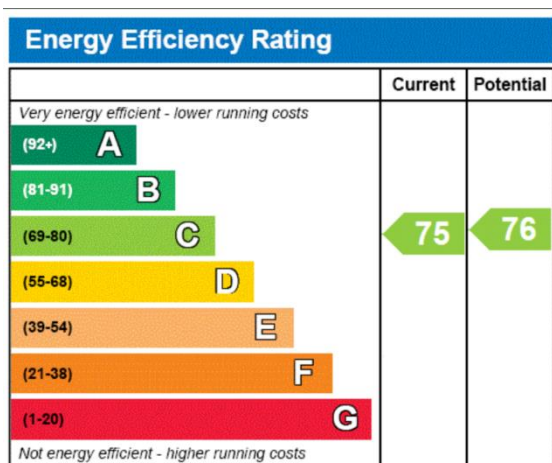 Energy Efficiency Rating
Current Potential
Very energy efficient - lower running costs
(92+) A
(81-91) B
(69-80) C 75 76
(55-68) D
(39-54) E
(21-38) F
(1-20) G
Not energy efficient - higher running costs